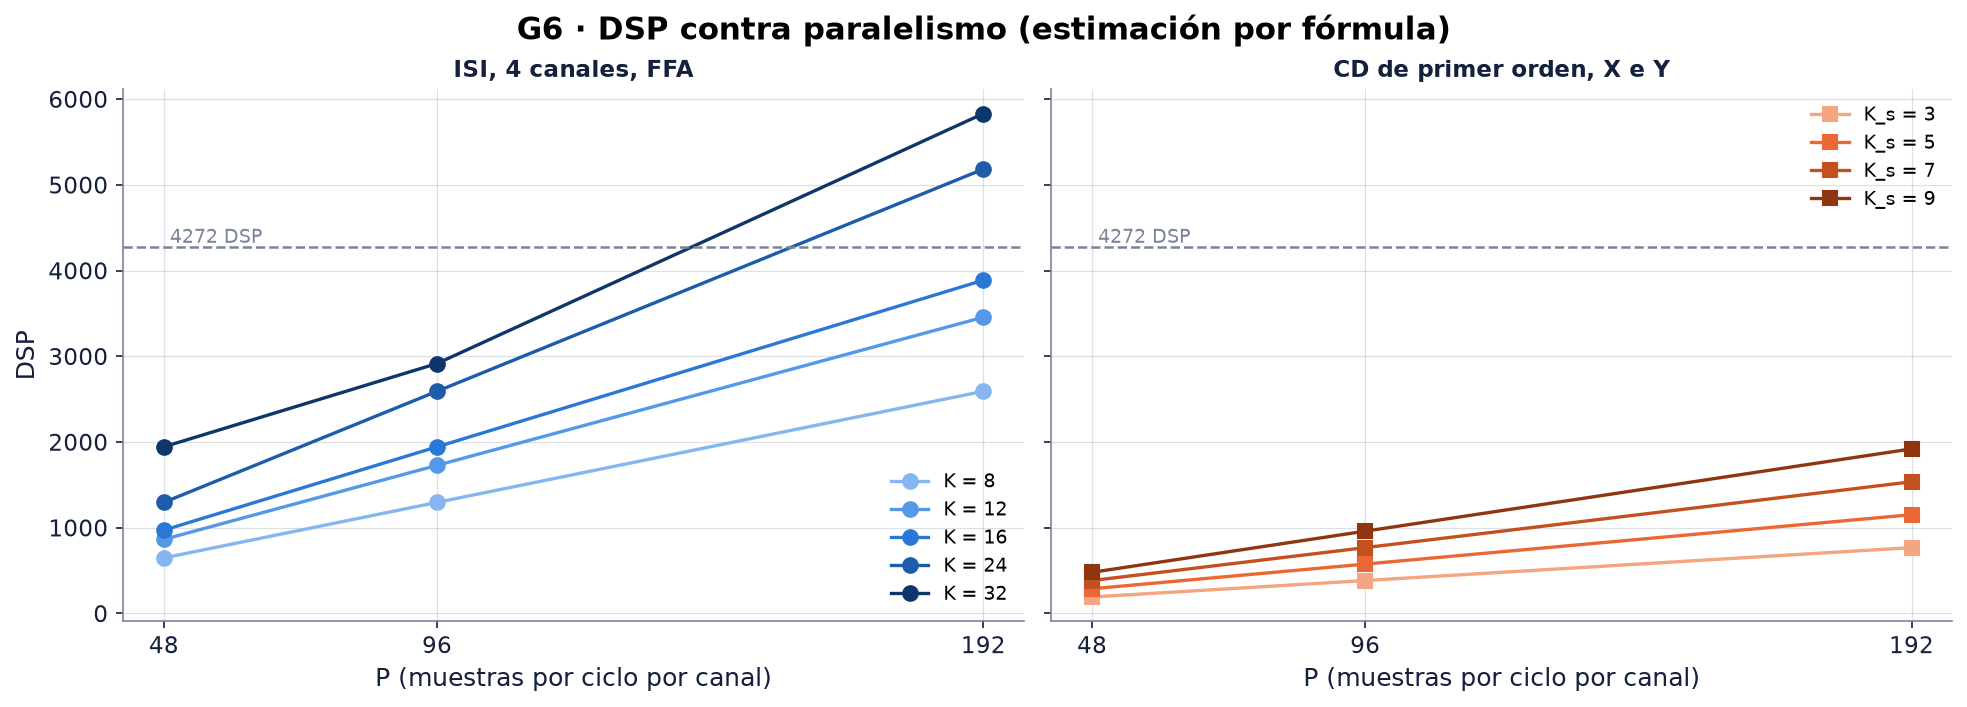 G6 · DSP contra paralelismo (estimación por fórmula)
ISI, 4 canales, FFA
6000
5000
4000
3000
2000
1000
0
DSP
4272 DSP
K = 8
K = 12
K = 16
K = 24
K = 32
48
96
192
P (muestras por ciclo por canal)
CD de primer orden, X e Y
4272 DSP
K_s = 3
K_s = 5
K_s = 7
K_s = 9
48
96
192
P (muestras por ciclo por canal)